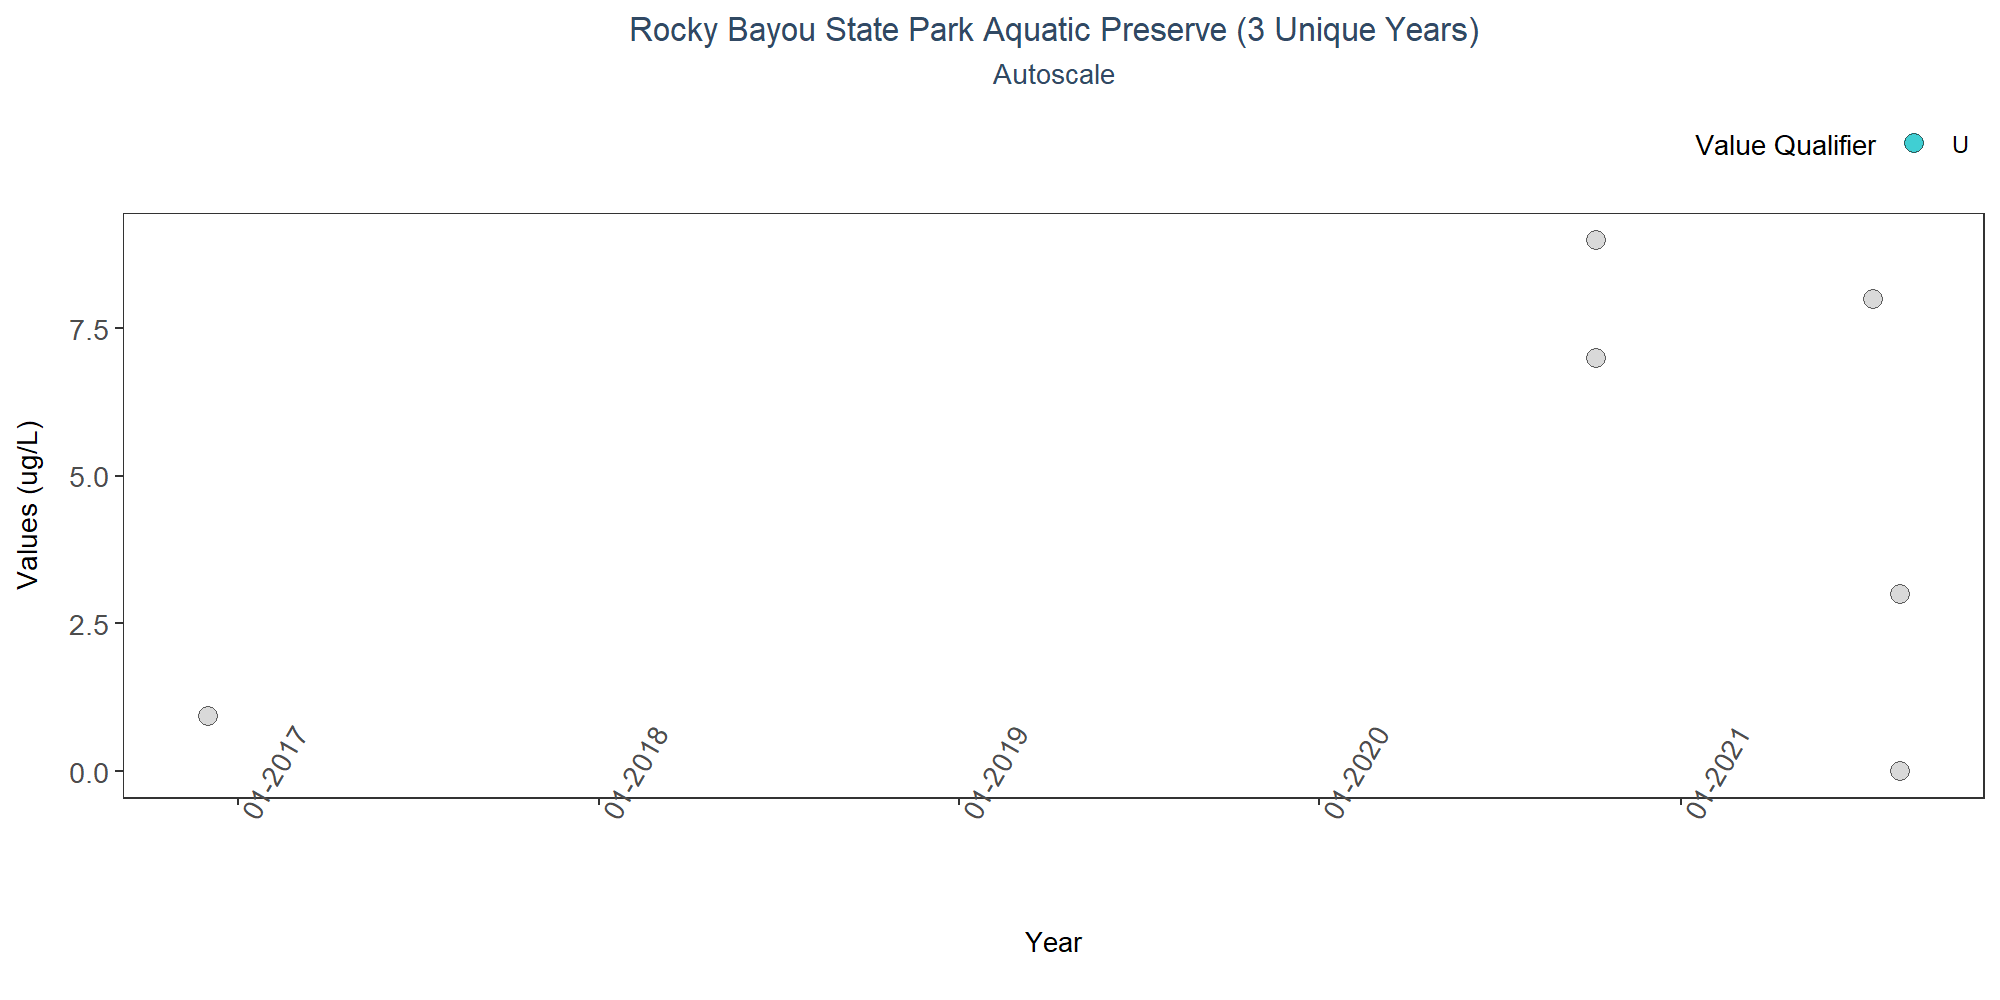 Rocky Bayou State Park Aquatic Preserve (3 Unique Years)
Autoscale
Value Qualifier U
Values (ug/L)
7.5
5.0
2.5
0.0
01-2017
01-2018
01-2019
01-2020
01-2021
Year